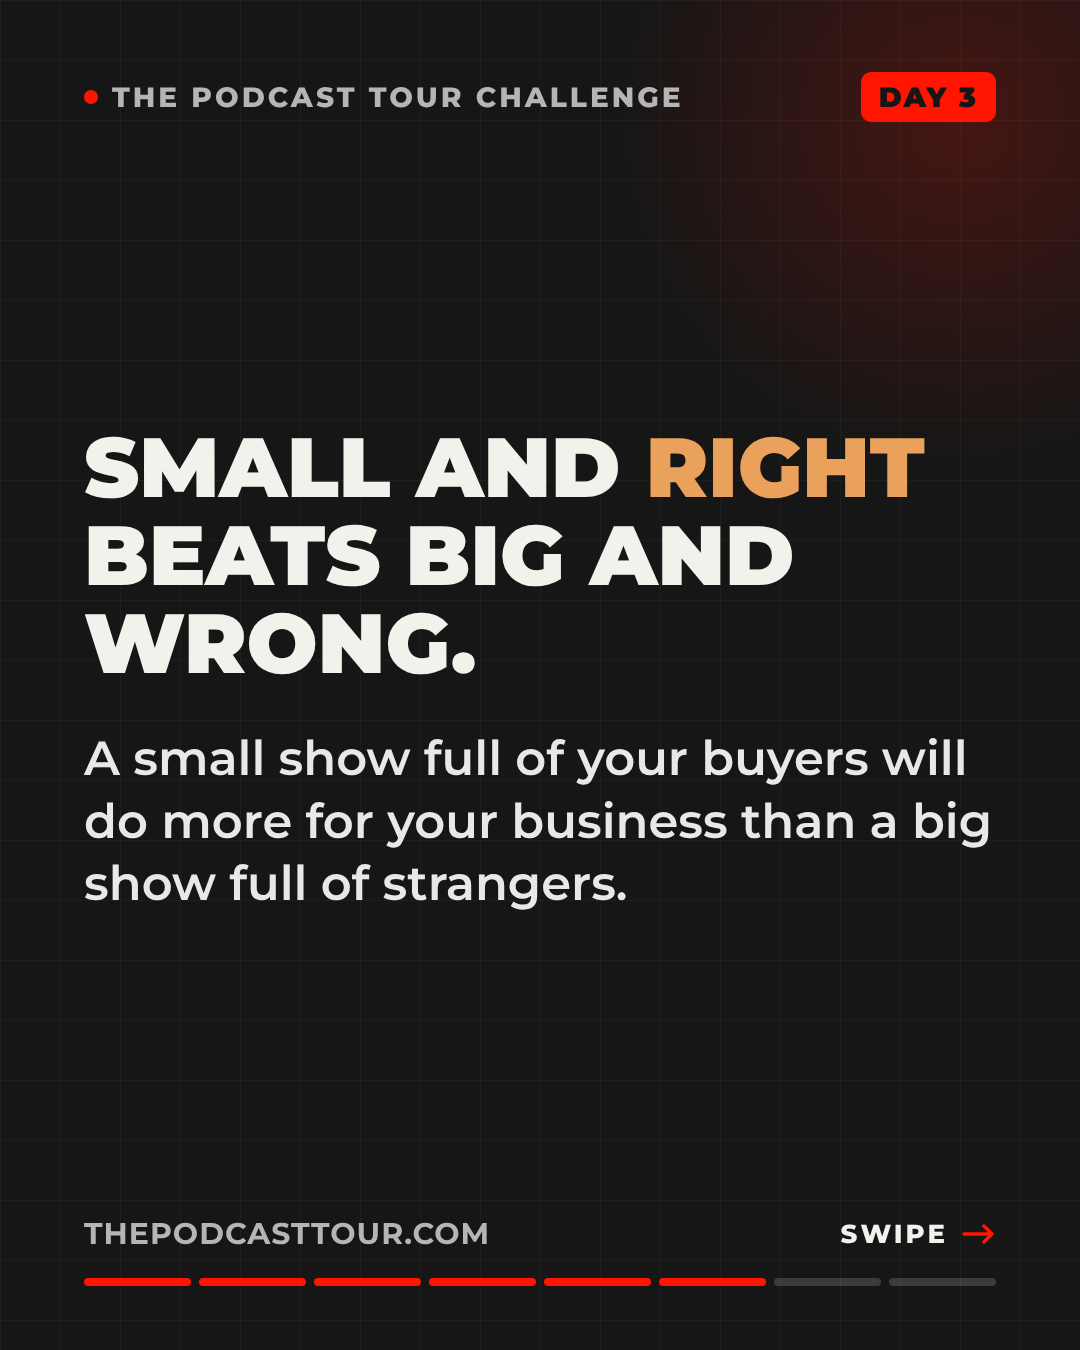 THE PODCAST TOUR CHALLENGE
DAY 3
SMALL AND RIGHT
BEATS BIG AND
WRONG.
A small show full of your buyers will
do more for your business than a big
show full of strangers.
THEPODCASTTOUR.COM
SWIPE →